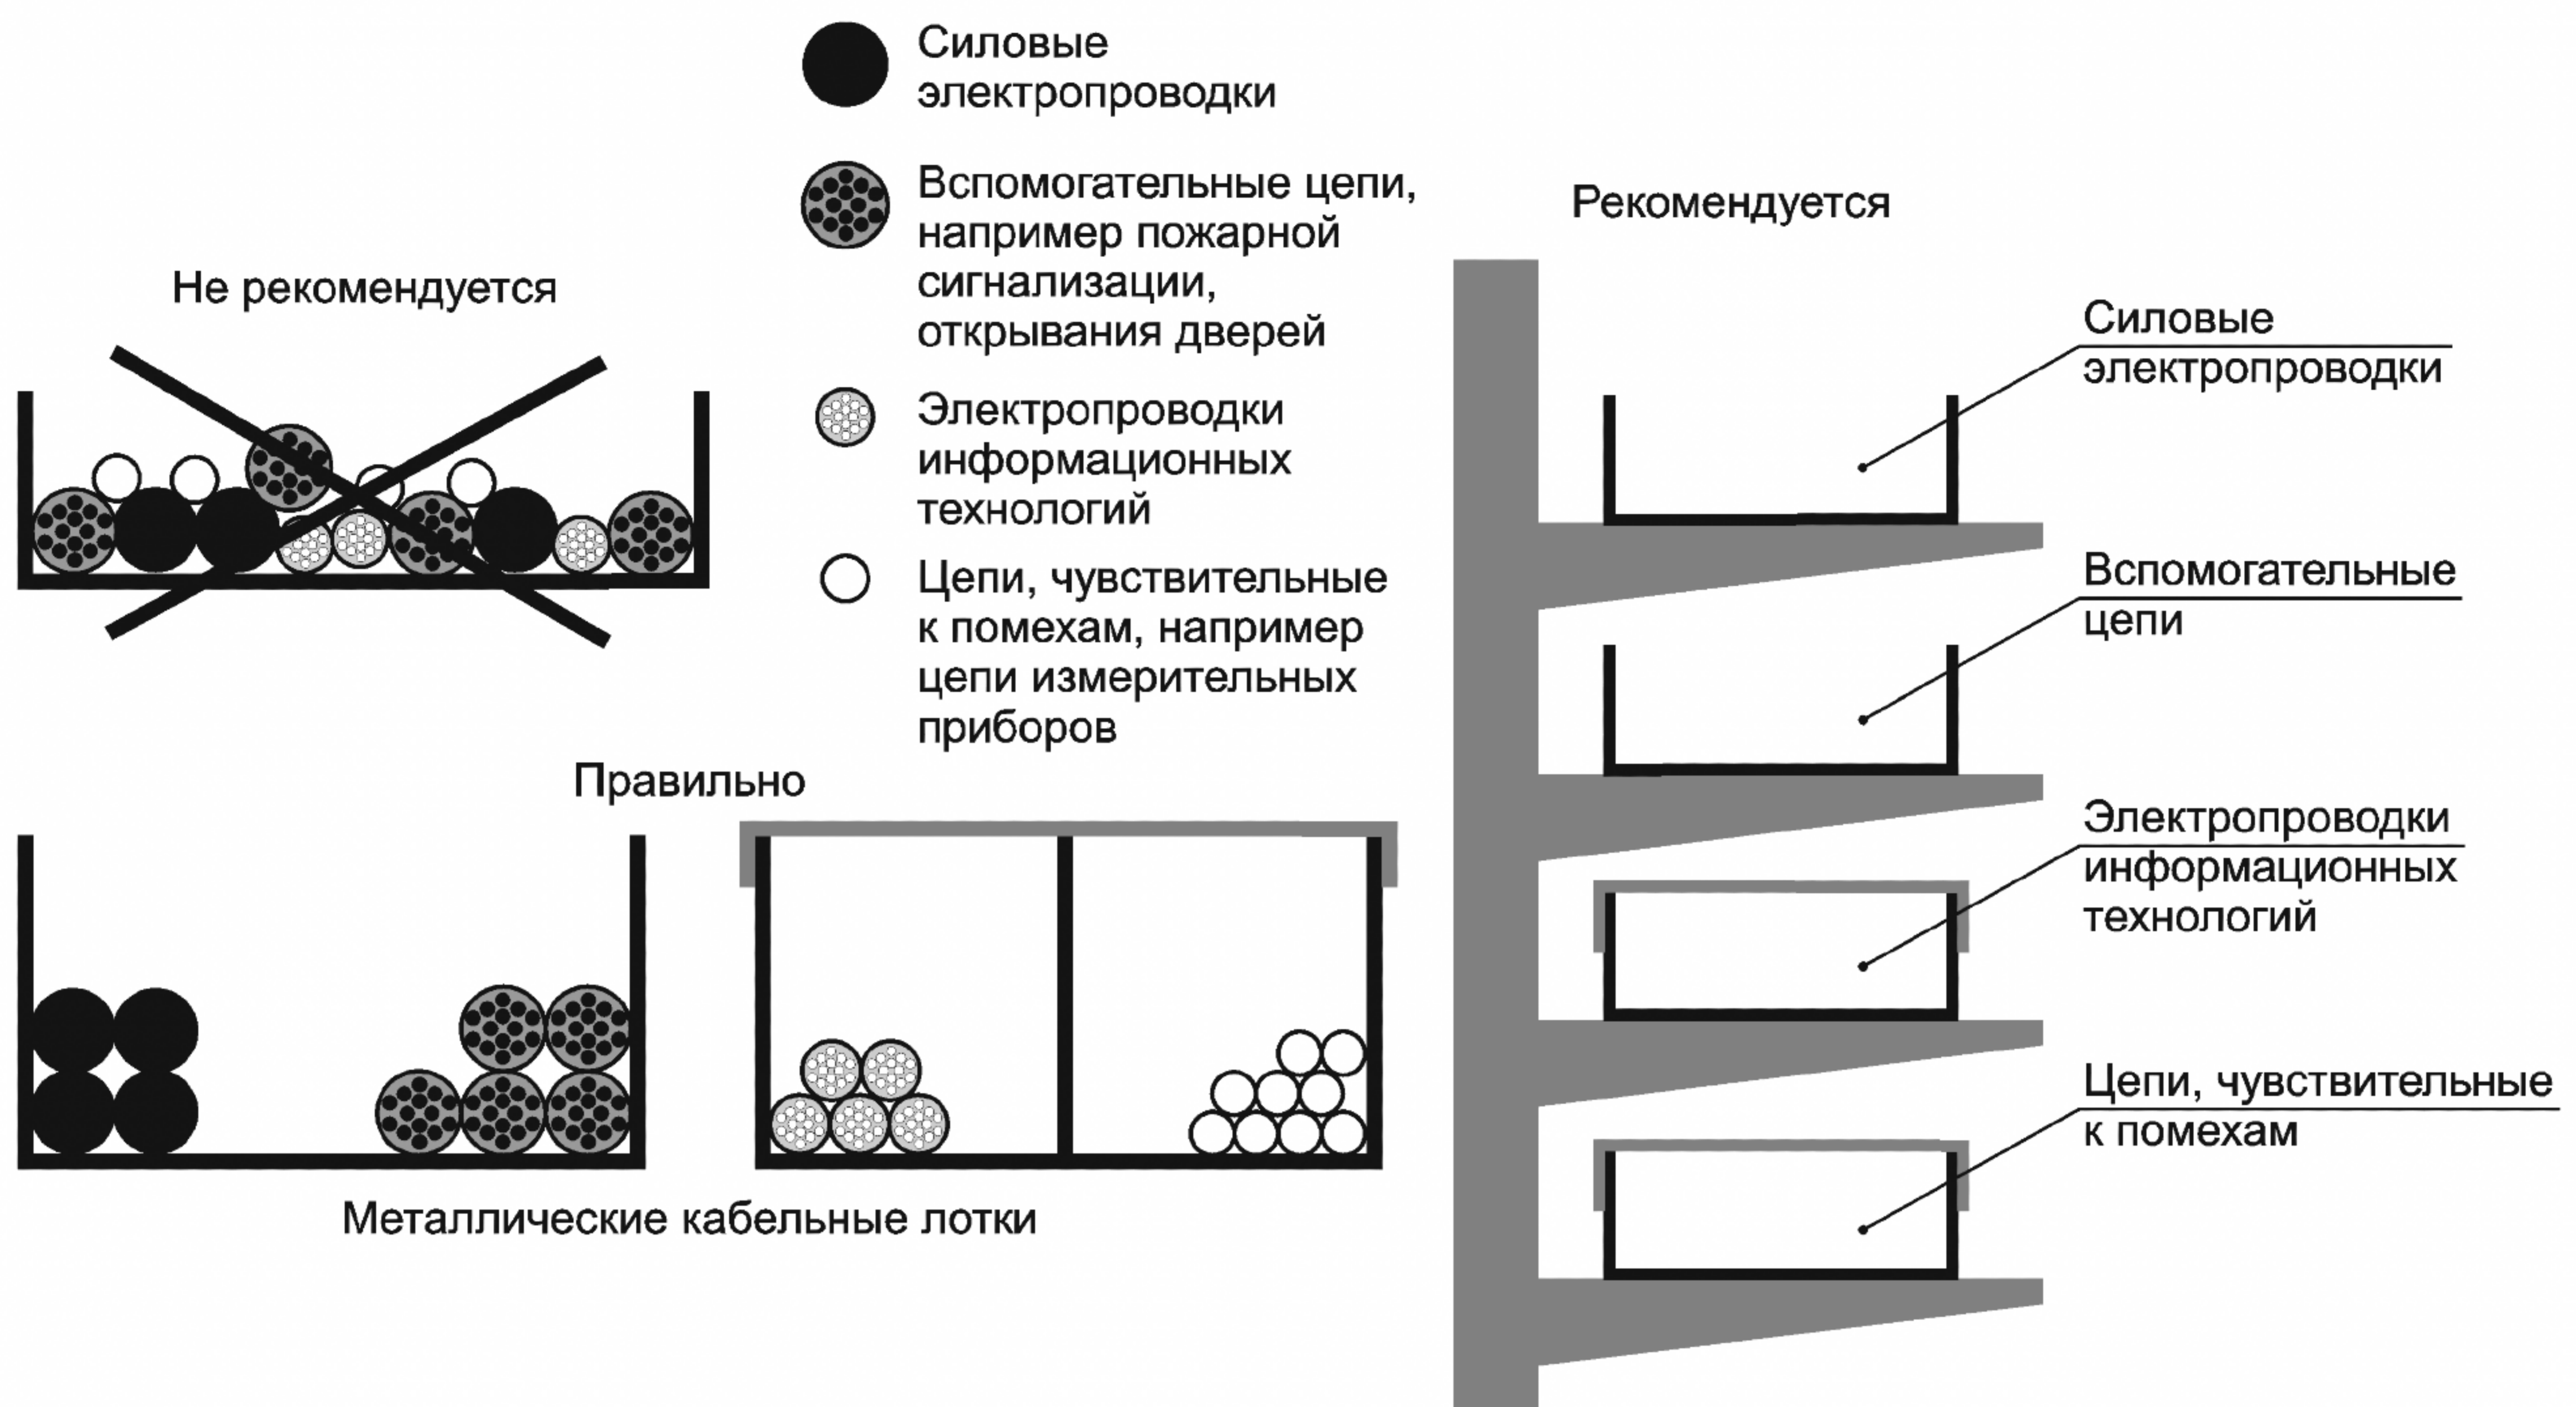 Силовые
электропроводки
Вспомогательные цепи,
например пожарной
сигнализации,
открывания дверей
Электропроводки
информационных
технологий
Цепи, чувствительные
к помехам, например
цепи измерительных
приборов
Не рекомендуется
Правильно
Металлические кабельные лотки
Рекомендуется
Силовые
электропроводки
Вспомогательные
цепи
Электропроводки
информационных
технологий
Цепи, чувствительные
к помехам